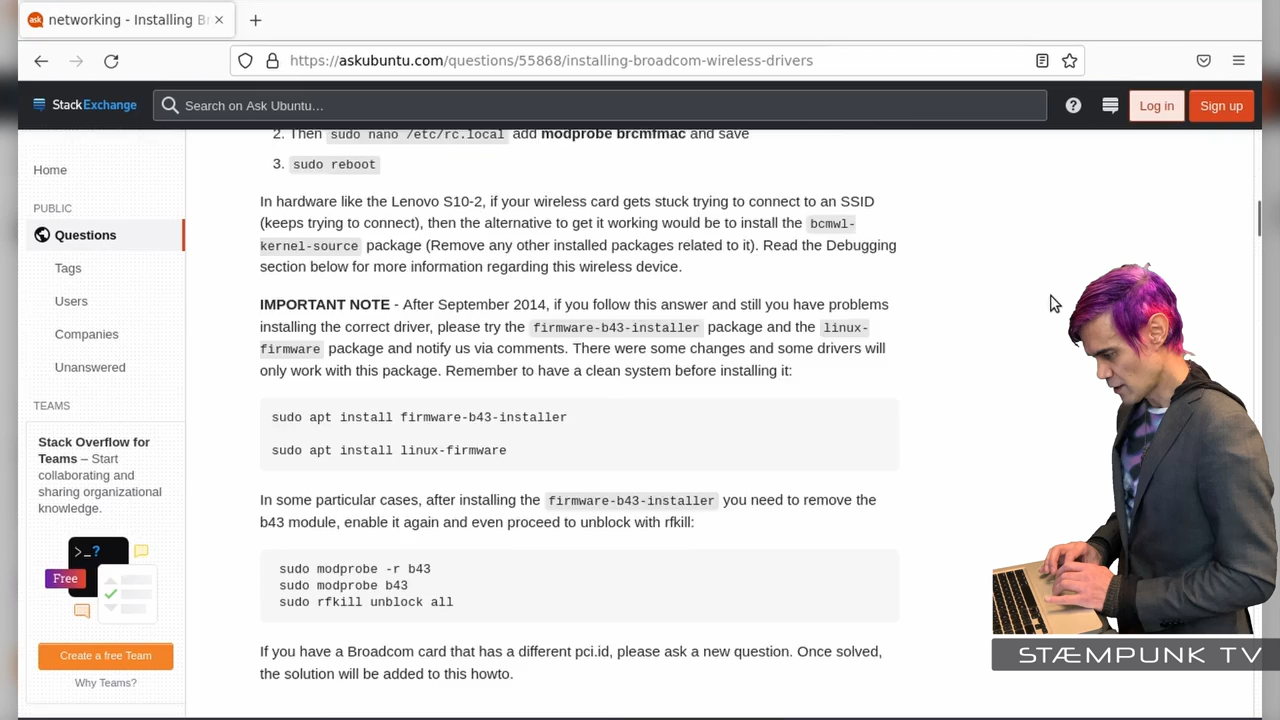 networking - Installing Br
https://askubuntu.com/questions/55868/installing-broadcom-wireless-drivers
StackExchange
Search on Ask Ubuntu…
Log in
Sign up
Home
PUBLIC
Questions
Tags
Users
Companies
Unanswered
TEAMS
Stack Overflow for
Teams – Start
collaborating and
sharing organizational
knowledge.
>_?
Free
Create a free Team
Why Teams?
2. Then sudo nano /etc/rc.local add modprobe brcmfmac and save
3. sudo reboot
In hardware like the Lenovo S10-2, if your wireless card gets stuck trying to connect to an SSID
(keeps trying to connect), then the alternative to get it working would be to install the bcmwl-
kernel-source package (Remove any other installed packages related to it). Read the Debugging
section below for more information regarding this wireless device.
IMPORTANT NOTE - After September 2014, if you follow this answer and still you have problems
installing the correct driver, please try the firmware-b43-installer package and the linux-
firmware package and notify us via comments. There were some changes and some drivers will
only work with this package. Remember to have a clean system before installing it:
sudo apt install firmware-b43-installer
sudo apt install linux-firmware
In some particular cases, after installing the firmware-b43-installer you need to remove the
b43 module, enable it again and even proceed to unblock with rfkill:
sudo modprobe -r b43
sudo modprobe b43
sudo rfkill unblock all
If you have a Broadcom card that has a different pci.id, please ask a new question. Once solved,
the solution will be added to this howto.
STÆMPUNK TV